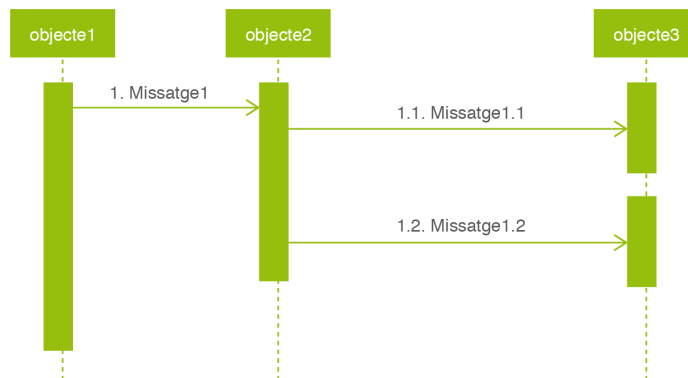 objecte1
objecte2
objecte3
1. Missatge1
1.1. Missatge1.1
1.2. Missatge1.2